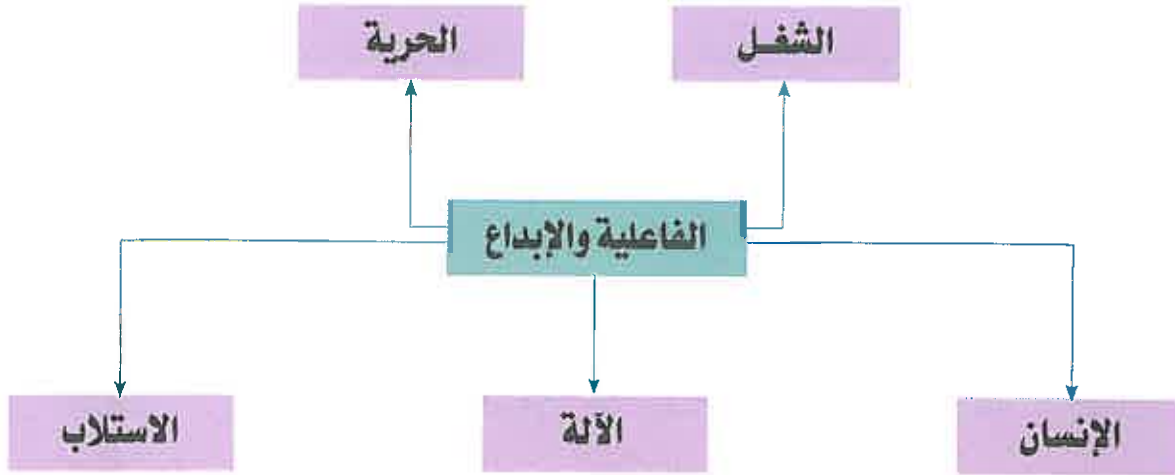 الشغل
الحرية
الفاعلية والإبداع
الإنسان
الآلة
الاستلاب